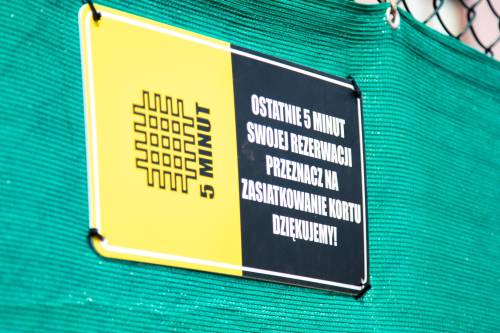 5 MINUT
OSTATNIE 5 MINUT
SWOJEJ REZERWACJI
PRZEZNACZ NA
ZASIATKOWANIE KORTU
DZIĘKUJEMY!